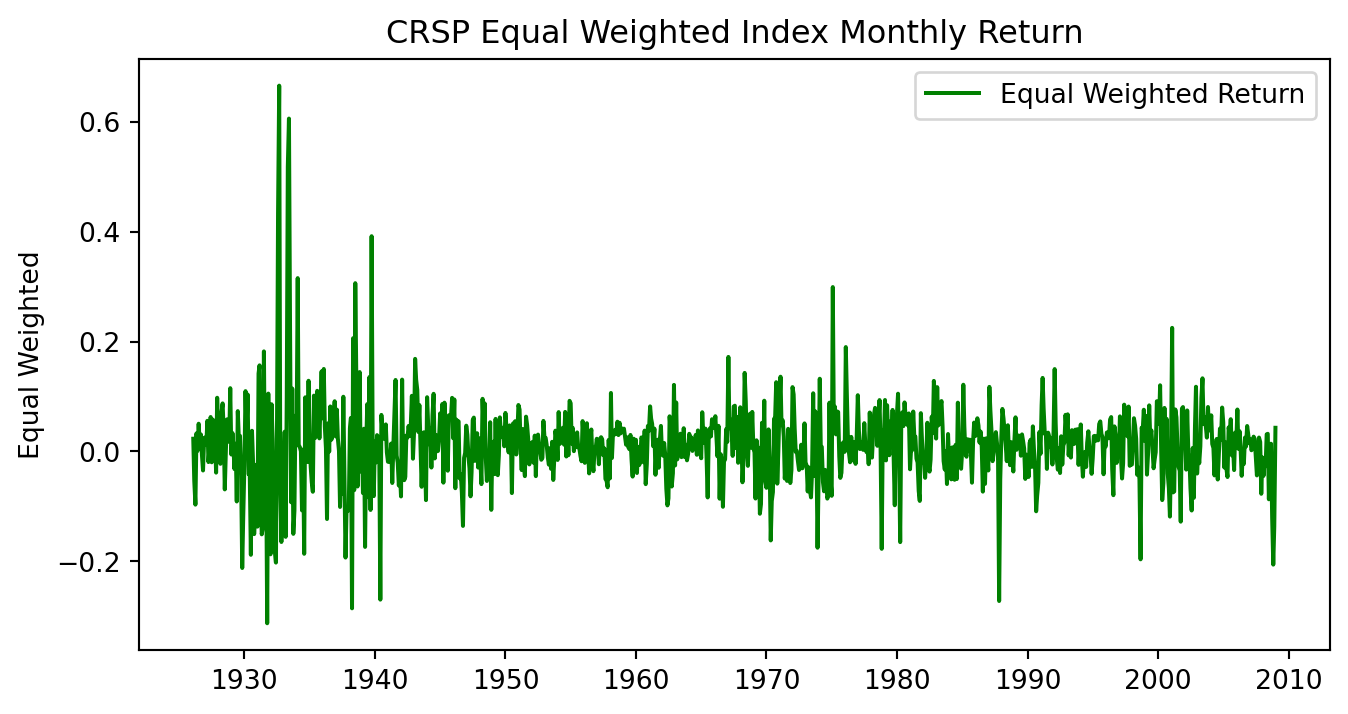 CRSP Equal Weighted Index Monthly Return
Equal Weighted Return
Equal Weighted
0.6
0.4
0.2
0.0
−0.2
1930 1940 1950 1960 1970 1980 1990 2000 2010